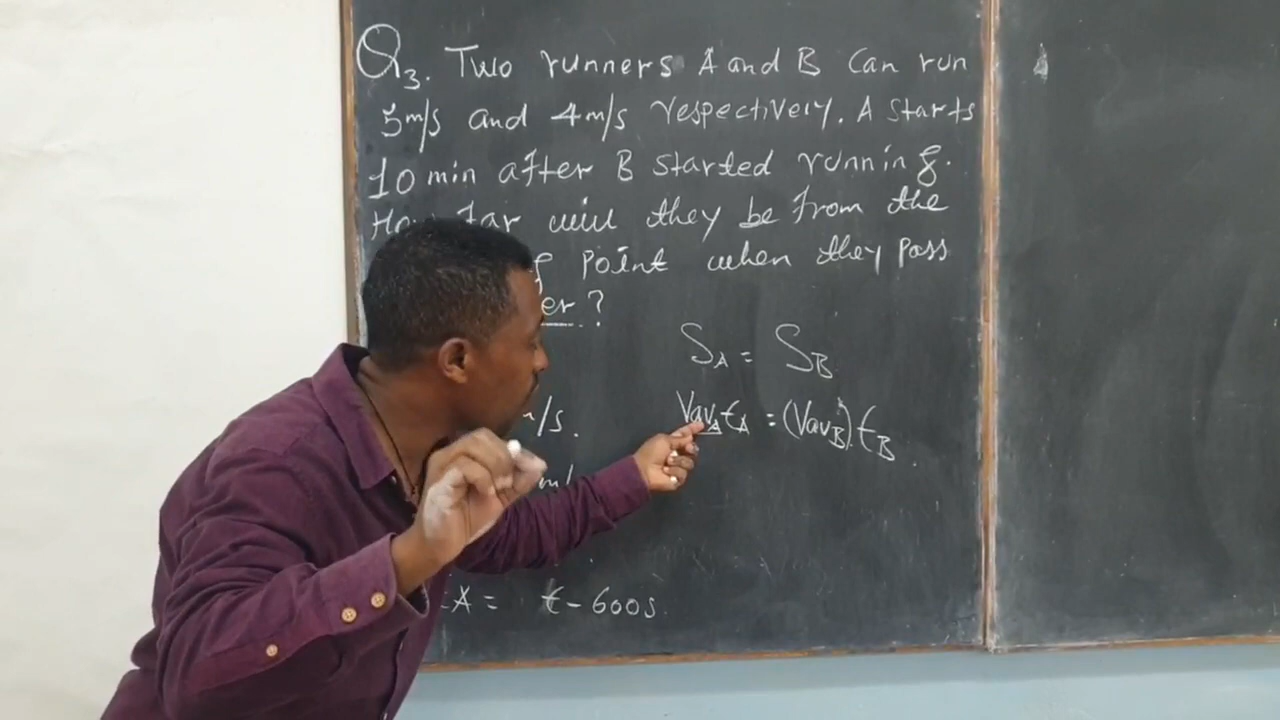 Q3. Two runners A and B can run
5m/s and 4m/s respectively. A starts
10 min after B started running.
far will they be from the
point when they pass
er?
SA = SB
VavA tA = (VavB). tB
m/s.
m/
A = t - 600s.